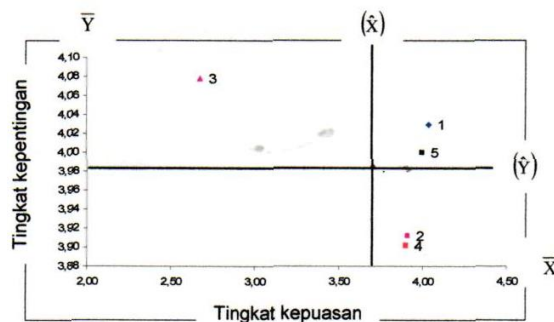 Y̅
(X̂)
4,10
4,08
3
4,06
4,04
1
4,02
5
4,00
3,98
(Ŷ)
3,96
3,94
3,92
2
3,90
4
3,88
2,00 2,50 3,00 3,50 4,00 4,50
X̅
Tingkat kepentingan
Tingkat kepuasan